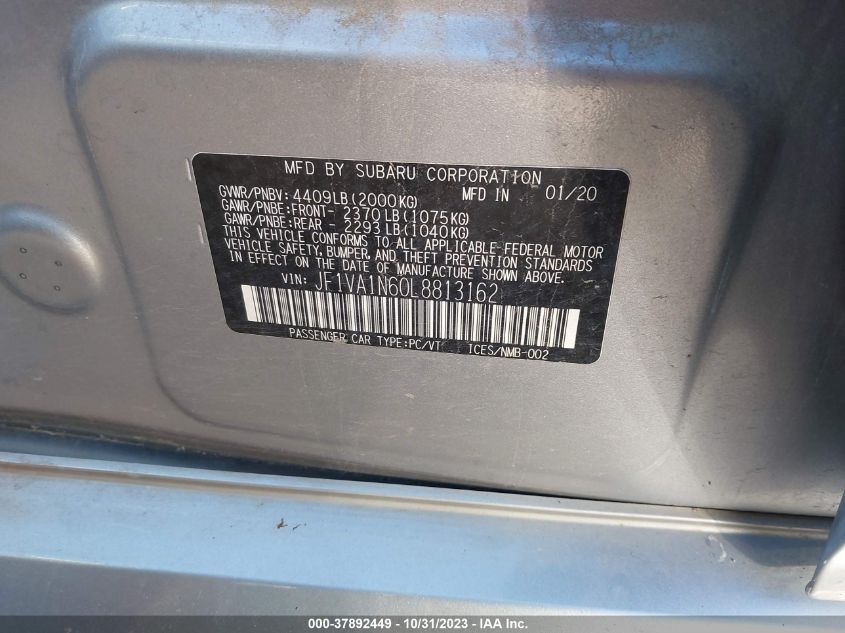 MFD BY SUBARU CORPORATION
GVWR/PNBV: 4409LB(2000KG) MFD IN 01/20
GAWR/PNBE:FRONT- 2370LB(1075KG)
GAWR/PNBE:REAR - 2293LB(1040KG)
THIS VEHICLE CONFORMS TO ALL APPLICABLE FEDERAL MOTOR
VEHICLE SAFETY, BUMPER, AND THEFT PREVENTION STANDARDS
IN EFFECT ON THE DATE OF MANUFACTURE SHOWN ABOVE.
VIN: JF1VA1N60L8813162
PASSENGER CAR TYPE:PC/VT ICES/NMB-002
000-37892449 - 10/31/2023 - IAA Inc.